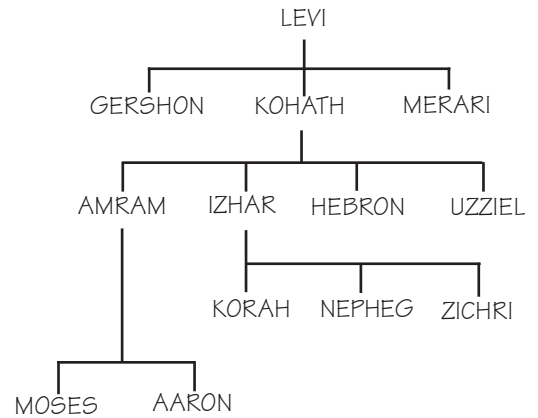 LEVI
GERSHON KOHATH MERARI
AMRAM IZHAR HEBRON UZZIEL
KORAH NEPHEG ZICHRI
MOSES AARON